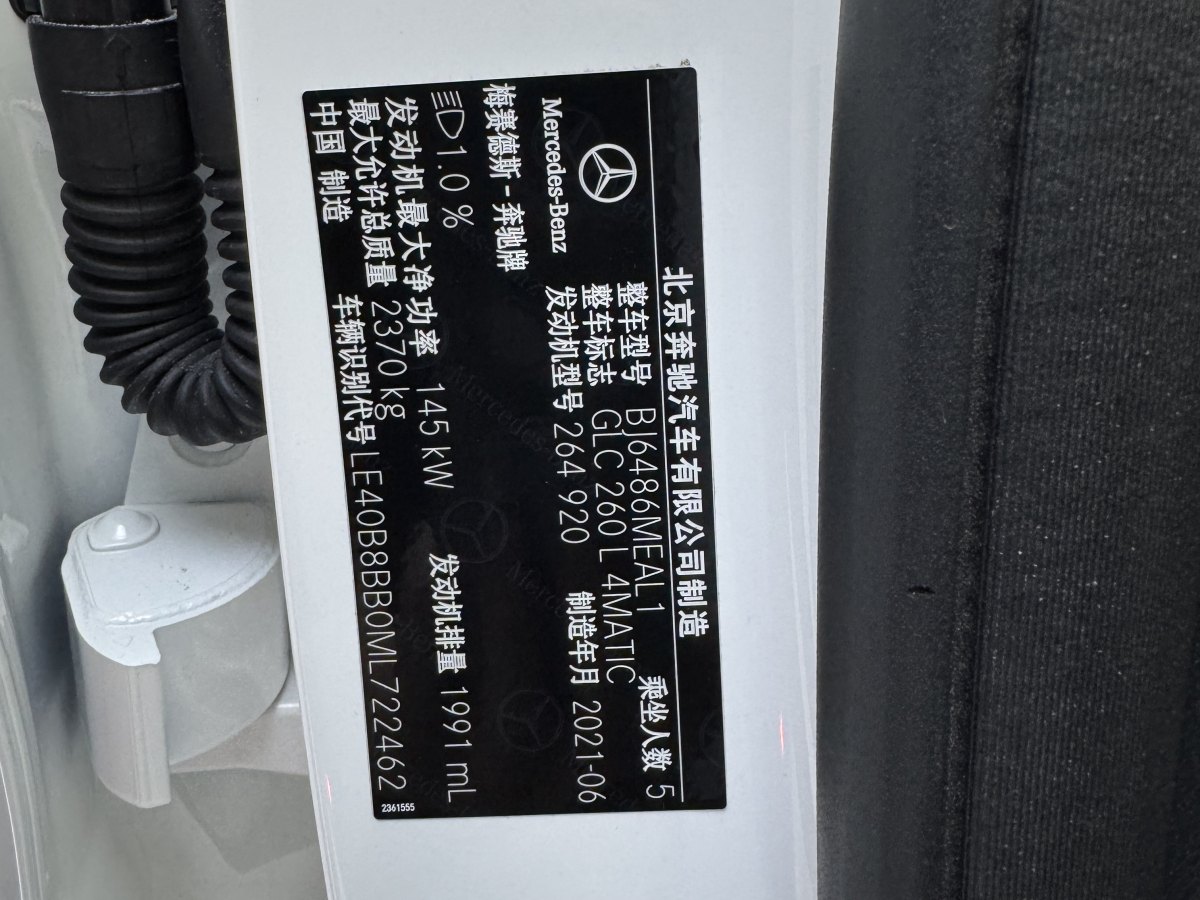 北京奔驰汽车有限公司制造
Mercedes-Benz
整车型号 BJ6486MEAL1 乘坐人数 5
整车标志 GLC 260 L 4MATIC
发动机型号 264 920 制造年月 2021-06
梅赛德斯-奔驰牌
1.0 %
发动机最大净功率 145 kW 发动机排量 1991 mL
最大允许总质量 2370 kg
中国 制造 车辆识别代号 LE40B8BB0ML722462
2361555